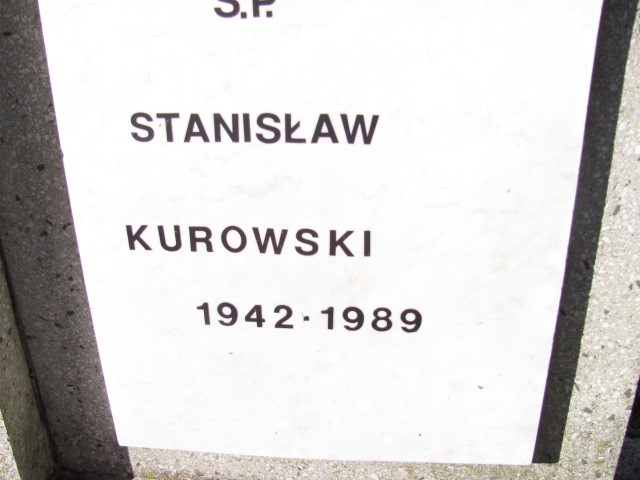 Ś.P.
STANISŁAW
KUROWSKI
1942-1989